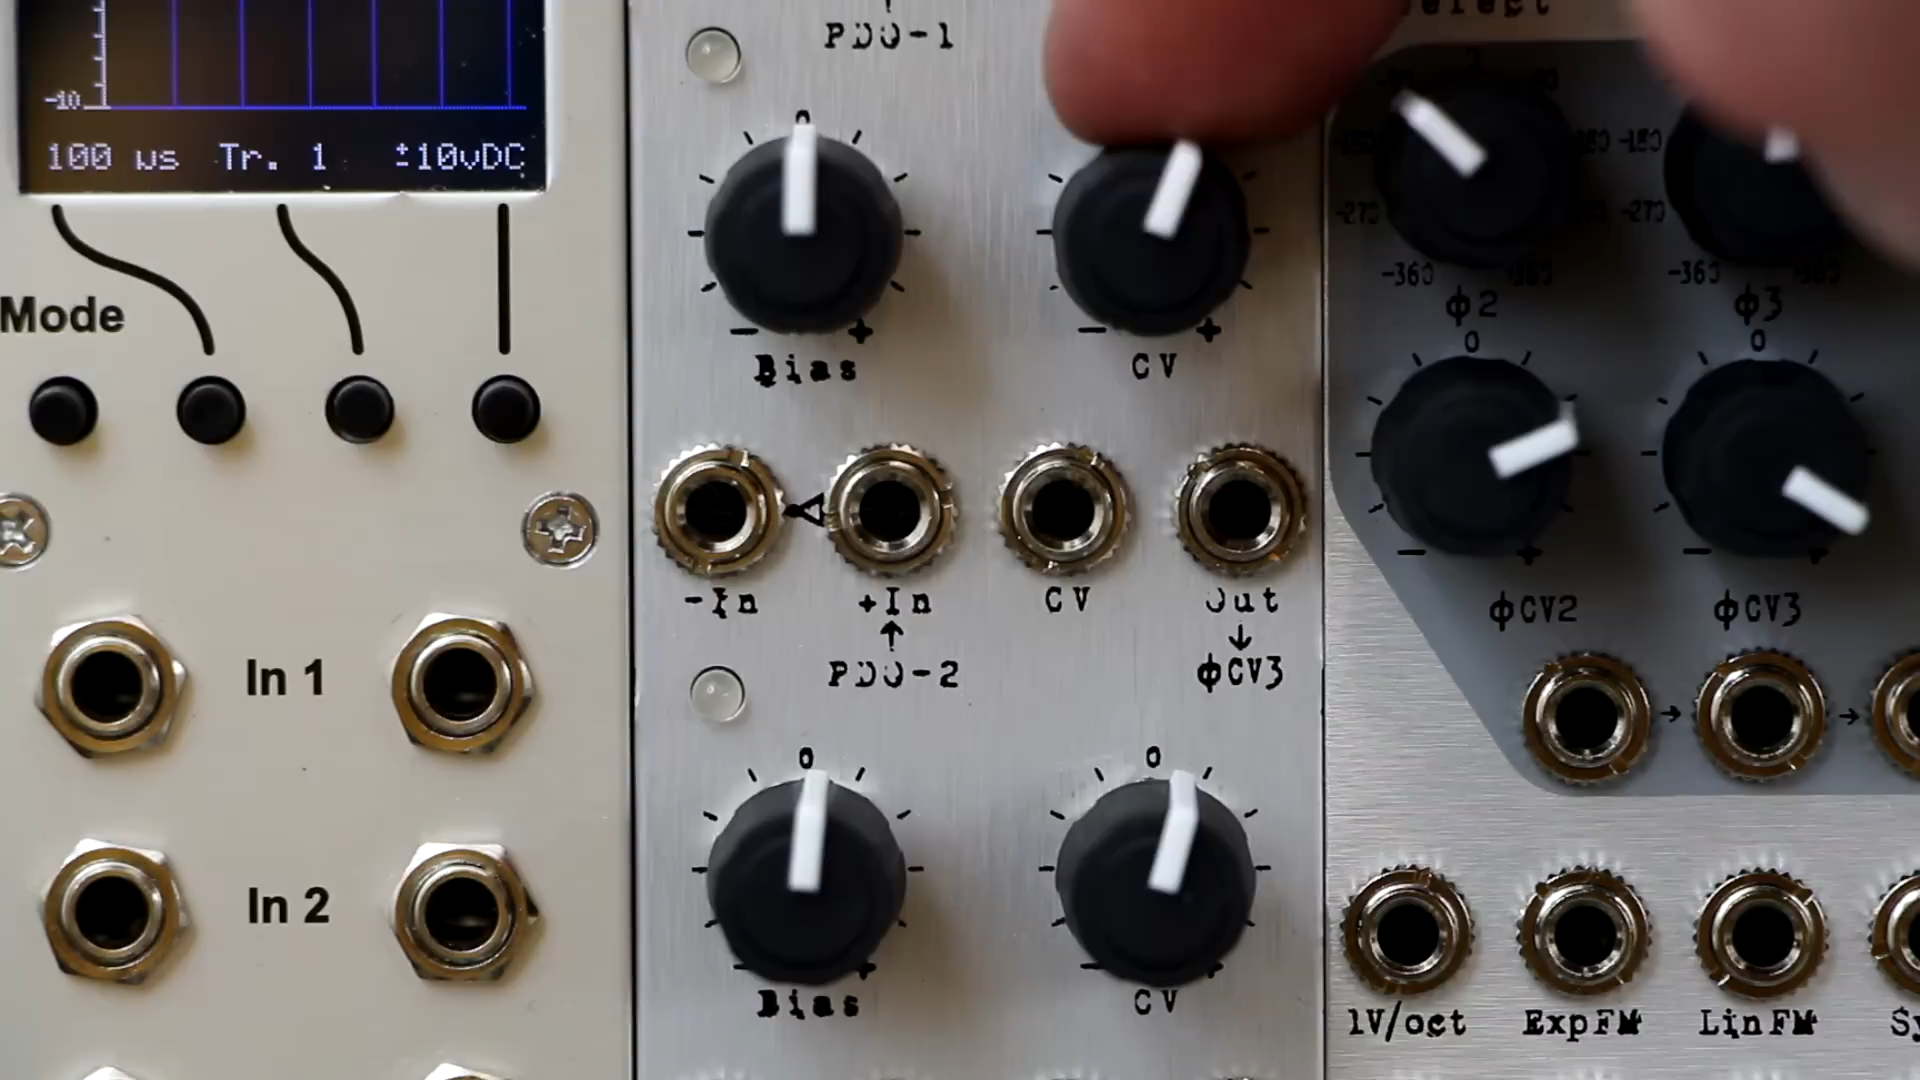 -10
100 µs Tr. 1 ±10vDC
Mode
In 1
In 2
PDO-1
0
- +
Bias
CV
- +
-In +In CV Out
PDO-2 ϕCV3
0 0
- + - +
Bias CV
-270 -270
-360 -360
ϕ2 ϕ3
0 0
- + - +
ϕCV2 ϕCV3
1V/oct ExpFM LinFM